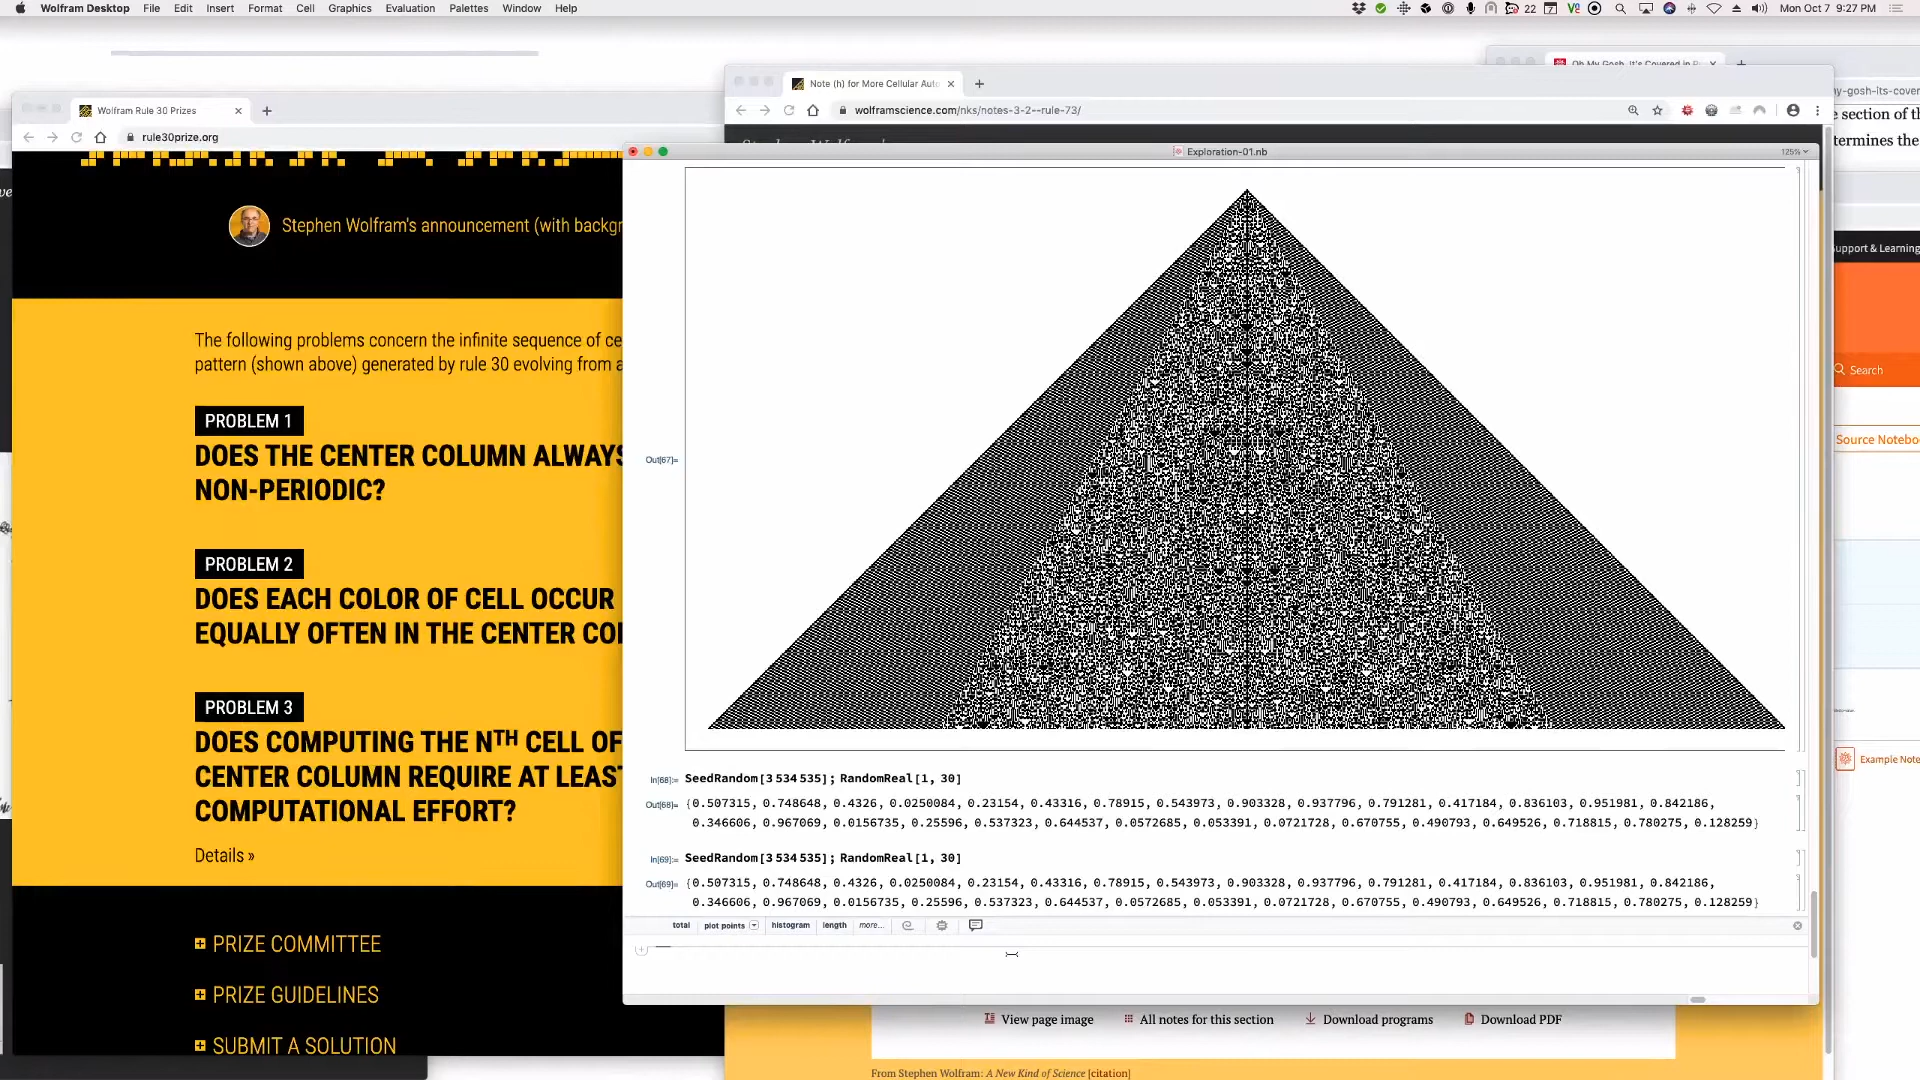 Wolfram Desktop File Edit Insert Format Cell Graphics Evaluation Palettes Window Help
22 Mon Oct 7 9:27 PM
Wolfram Rule 30 Prizes
rule30prize.org
Stephen Wolfram's announcement (with backgr
The following problems concern the infinite sequence of ce
pattern (shown above) generated by rule 30 evolving from a
PROBLEM 1
DOES THE CENTER COLUMN ALWAYS
NON-PERIODIC?
PROBLEM 2
DOES EACH COLOR OF CELL OCCUR
EQUALLY OFTEN IN THE CENTER CO
PROBLEM 3
DOES COMPUTING THE NTH CELL OF
CENTER COLUMN REQUIRE AT LEAS
COMPUTATIONAL EFFORT?
Details »
PRIZE COMMITTEE
PRIZE GUIDELINES
SUBMIT A SOLUTION
Note (h) for More Cellular Auto
wolframscience.com/nks/notes-3-2--rule-73/
Exploration-01.nb
125%
Out[67]=
In[68]:= SeedRandom[3 534 535]; RandomReal[1, 30]
Out[68]= {0.507315, 0.748648, 0.4326, 0.0250084, 0.23154, 0.43316, 0.78915, 0.543973, 0.903328, 0.937796, 0.791281, 0.417184, 0.836103, 0.951981, 0.842186,
0.346606, 0.967069, 0.0156735, 0.25596, 0.537323, 0.644537, 0.0572685, 0.053391, 0.0721728, 0.670755, 0.490793, 0.649526, 0.718815, 0.780275, 0.128259}
In[69]:= SeedRandom[3 534 535]; RandomReal[1, 30]
Out[69]= {0.507315, 0.748648, 0.4326, 0.0250084, 0.23154, 0.43316, 0.78915, 0.543973, 0.903328, 0.937796, 0.791281, 0.417184, 0.836103, 0.951981, 0.842186,
0.346606, 0.967069, 0.0156735, 0.25596, 0.537323, 0.644537, 0.0572685, 0.053391, 0.0721728, 0.670755, 0.490793, 0.649526, 0.718815, 0.780275, 0.128259}
total plot points histogram length more...
View page image All notes for this section Download programs Download PDF
From Stephen Wolfram: A New Kind of Science [citation]
Oh My Gosh, It's Covered in
ny-gosh-its-cover
e section of th
termines the
Support & Learning
Search
Source Notebo
Example Note